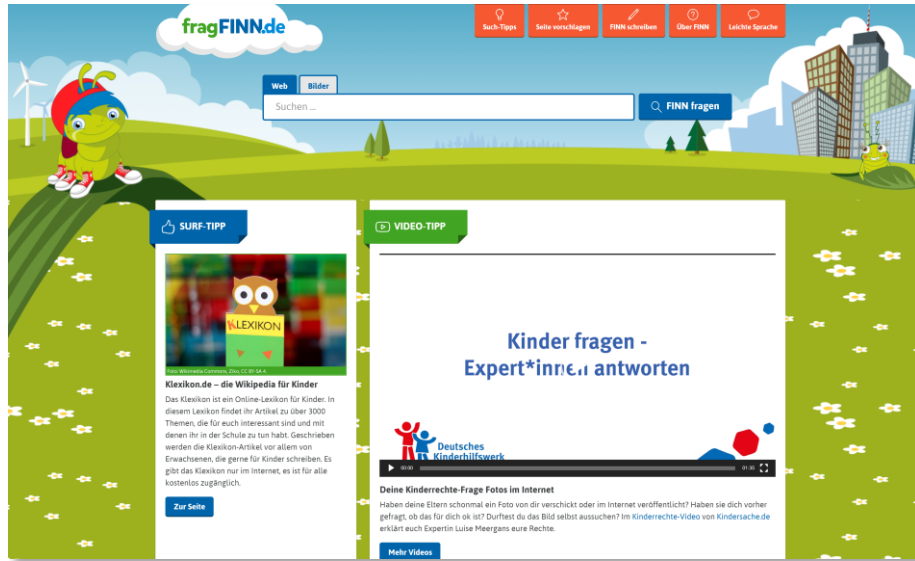 fragFINN.de
Such-Tipps
Seite vorschlagen
FINN schreiben
Über FINN
Leichte Sprache
Web
Bilder
Suchen ...
FINN fragen
SURF-TIPP
KLEXIKON
Foto: Wikimedia Commons, Ziko, CC BY-SA 4
Klexikon.de – die Wikipedia für Kinder
Das Klexikon ist ein Online-Lexikon für Kinder. In
diesem Lexikon findet ihr Artikel zu über 3000
Themen, die für euch interessant sind und mit
denen ihr in der Schule zu tun habt. Geschrieben
werden die Klexikon-Artikel vor allem von
Erwachsenen, die gerne für Kinder schreiben. Es
gibt das Klexikon nur im Internet, es ist für alle
kostenlos zugänglich.
Zur Seite
VIDEO-TIPP
Kinder fragen -
Expert*innen antworten
Deutsches
Kinderhilfswerk
00:00
01:35
Deine Kinderrechte-Frage Fotos im Internet
Haben deine Eltern schonmal ein Foto von dir verschickt oder im Internet veröffentlicht? Haben sie dich vorher
gefragt, ob das für dich ok ist? Durftest du das Bild selbst aussuchen? Im Kinderrechte-Video von Kindersache.de
erklärt euch Expertin Luise Meergans eure Rechte.
Mehr Videos